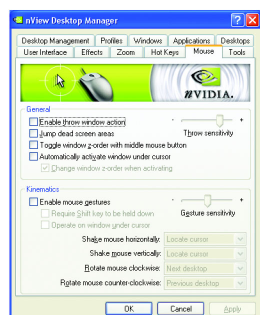 nView Desktop Manager
Desktop Management Profiles Windows Applications Desktops
User Interface Effects Zoom Hot Keys Mouse Tools
nVIDIA.
General
Enable throw window action
- +
Jump dead screen areas
Throw sensitivity
Toggle window z-order with middle mouse button
Automatically activate window under cursor
Change window z-order when activating
Kinematics
Enable mouse gestures
- +
Require Shift key to be held down
Gesture sensitivity
Operate on window under cursor
Shake mouse horizontally: Locate cursor
Shake mouse vertically: Locate cursor
Rotate mouse clockwise: Next desktop
Rotate mouse counter-clockwise: Previous desktop
OK Cancel Apply